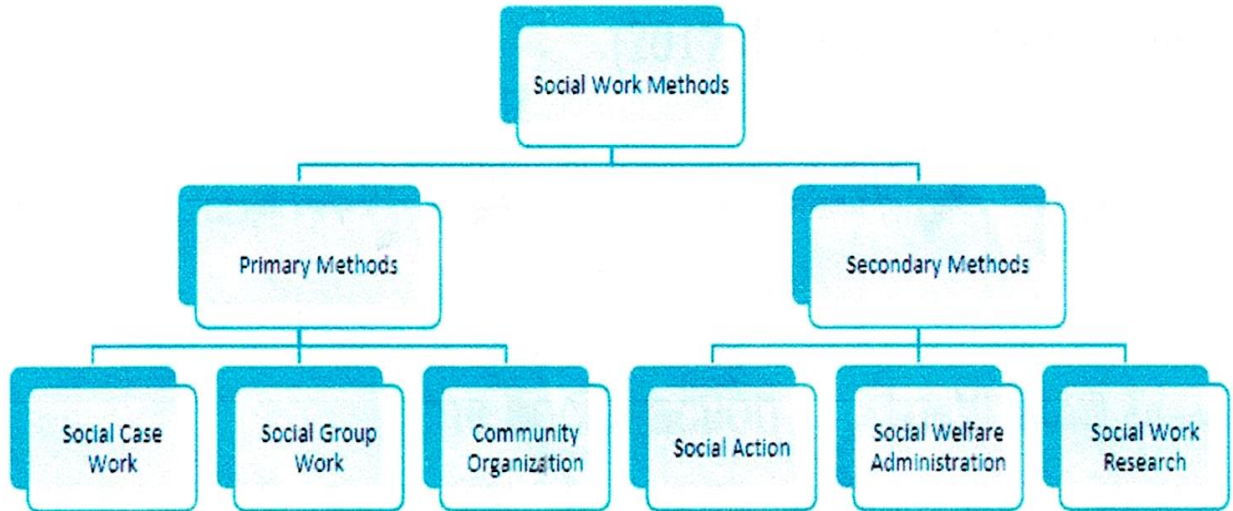 Social Work Methods
Primary Methods
Secondary Methods
Social Case
Work
Social Group
Work
Community
Organization
Social Action
Social Welfare
Administration
Social Work
Research